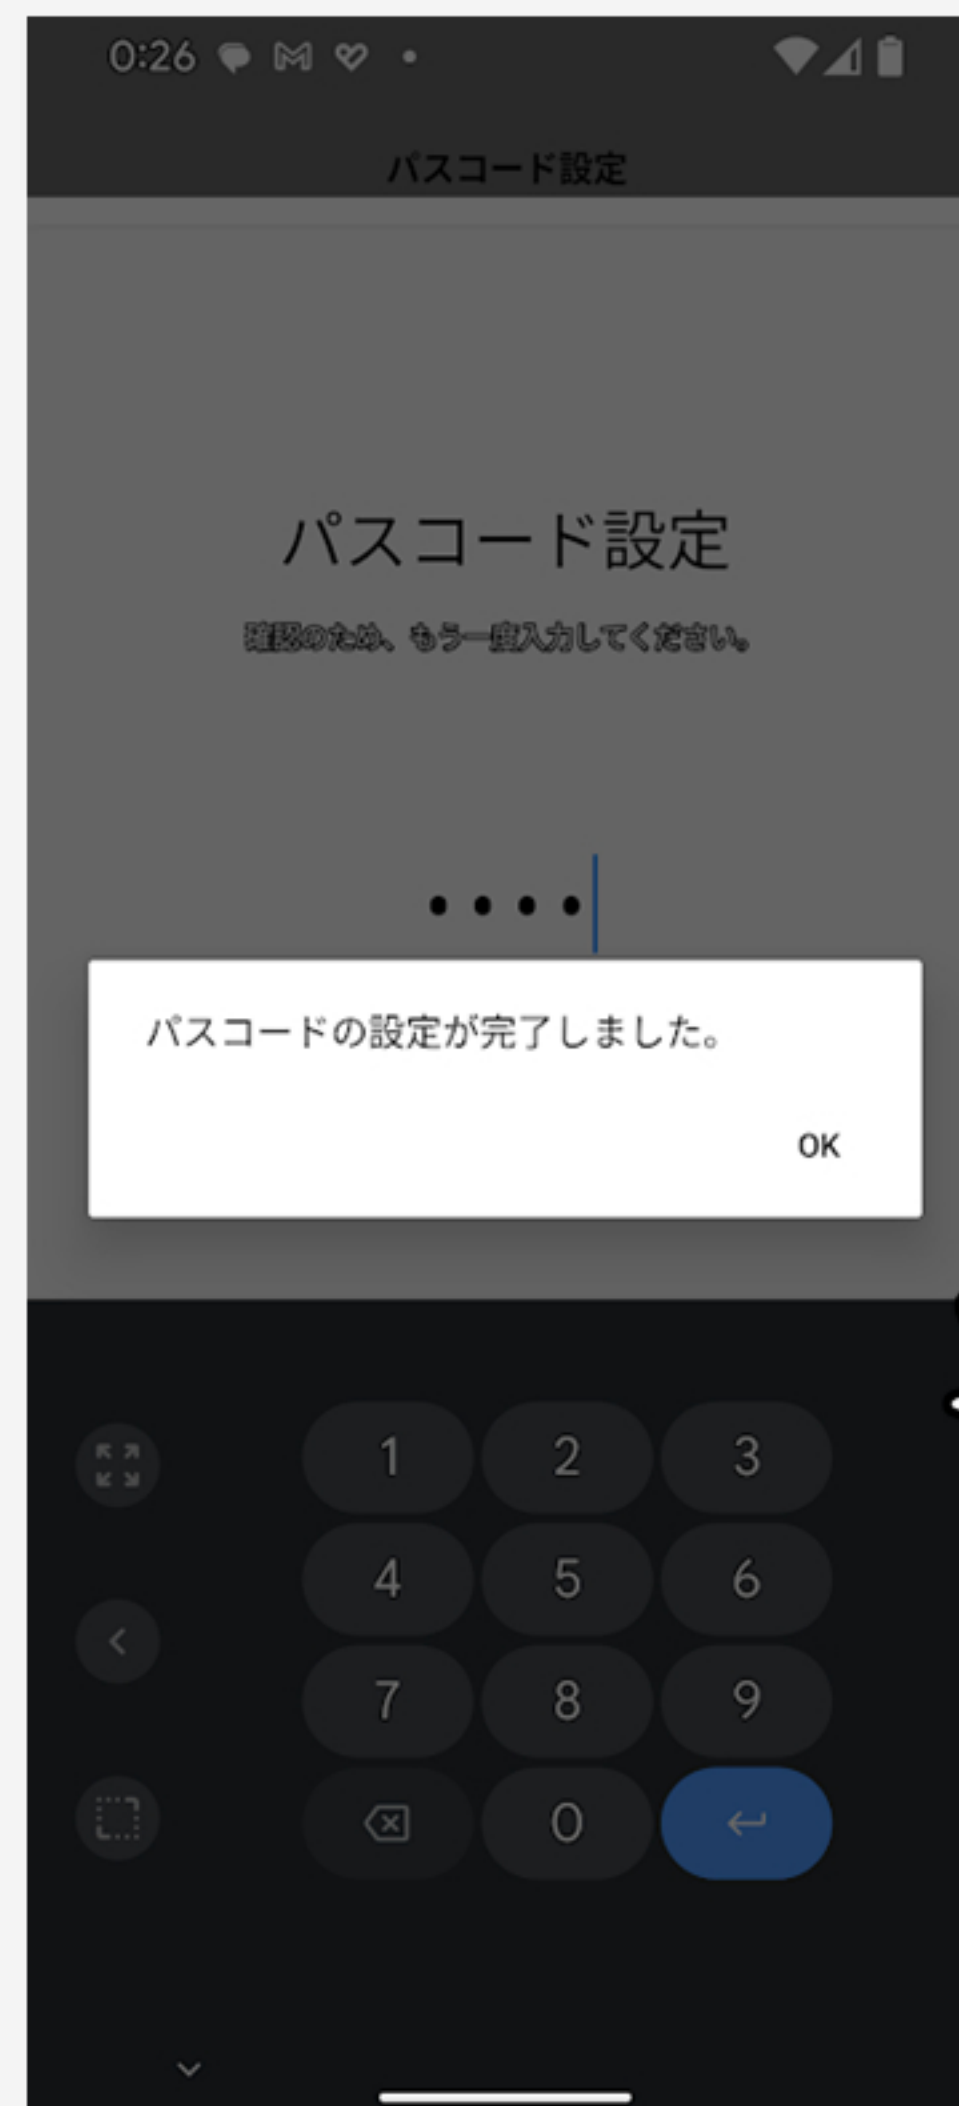 0:26
パスコード設定
パスコード設定
確認のため、もう一度入力してください。
パスコードの設定が完了しました。
OK
1 2 3
4 5 6
7 8 9
0